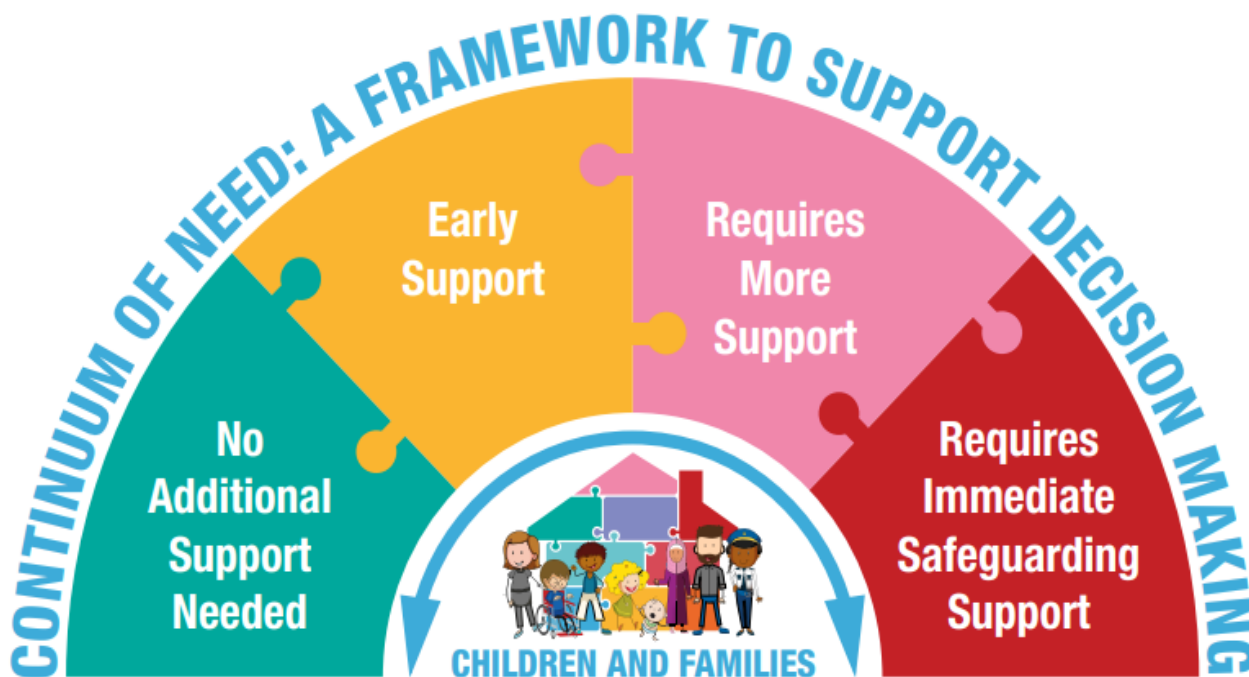 CONTINUUM OF NEED: A FRAMEWORK TO SUPPORT DECISION MAKING
No
Additional
Support
Needed
Early
Support
Requires
More
Support
Requires
Immediate
Safeguarding
Support
CHILDREN AND FAMILIES